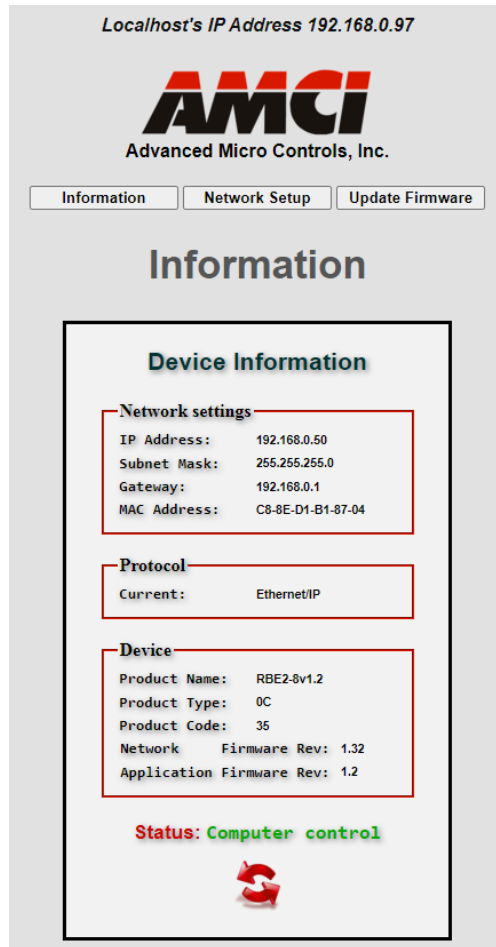 Localhost's IP Address 192.168.0.97
AMCI
Advanced Micro Controls, Inc.
Information Network Setup Update Firmware
Information
Device Information
Network settings
IP Address: 192.168.0.50
Subnet Mask: 255.255.255.0
Gateway: 192.168.0.1
MAC Address: C8-8E-D1-B1-87-04
Protocol
Current: Ethernet/IP
Device
Product Name: RBE2-8v1.2
Product Type: 0C
Product Code: 35
Network Firmware Rev: 1.32
Application Firmware Rev: 1.2
Status: Computer control